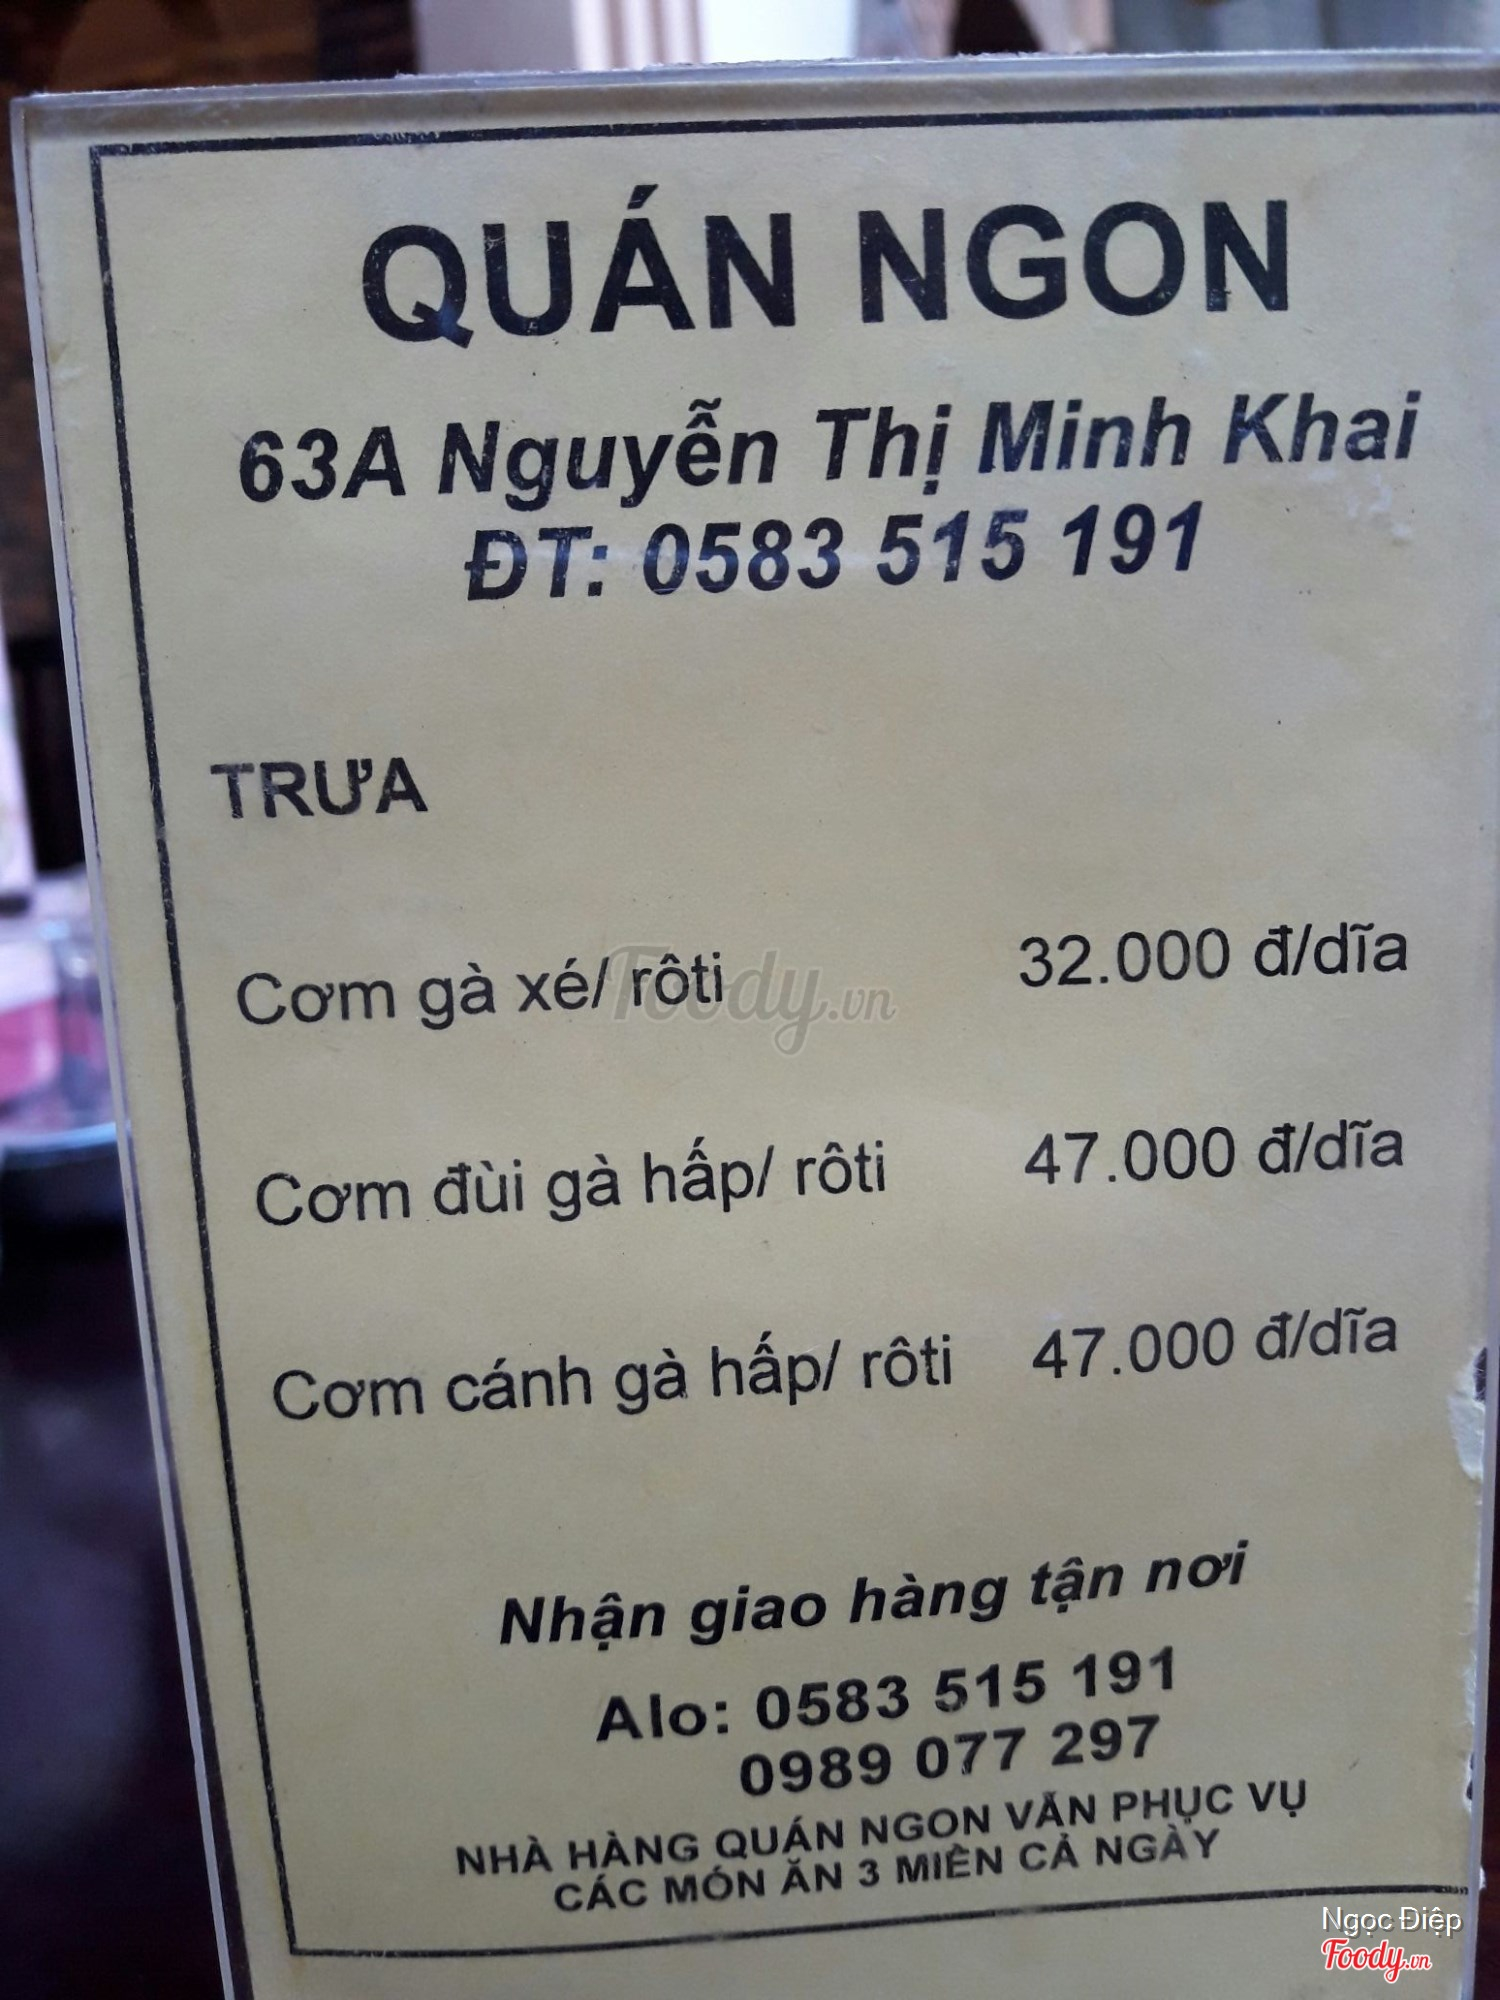 QUÁN NGON
63A Nguyễn Thị Minh Khai
ĐT: 0583 515 191
TRƯA
Cơm gà xé/ rôti 32.000 đ/dĩa
Foody.vn
Cơm đùi gà hấp/ rôti 47.000 đ/dĩa
Cơm cánh gà hấp/ rôti 47.000 đ/dĩa
Nhận giao hàng tận nơi
Alo: 0583 515 191
0989 077 297
NHÀ HÀNG QUÁN NGON VẪN PHỤC VỤ
CÁC MÓN ĂN 3 MIỀN CẢ NGÀY
Ngọc Điệp
Foody.vn